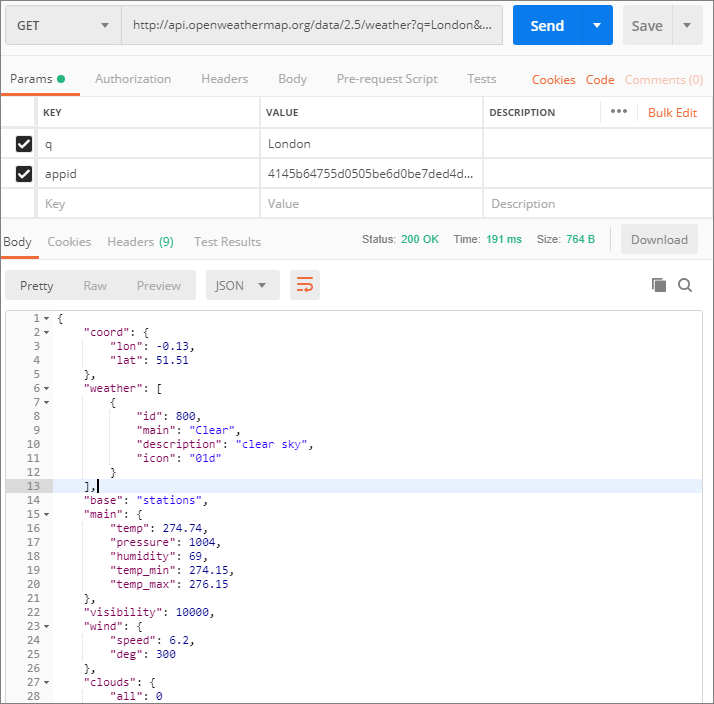 GET http://api.openweathermap.org/data/2.5/weather?q=London&... Send Save
Params Authorization Headers Body Pre-request Script Tests Cookies Code Comments (0)
KEY VALUE DESCRIPTION ••• Bulk Edit
q London
appid 4145b64755d0505be6d0be7ded4d...
Key Value Description
Body Cookies Headers (9) Test Results Status: 200 OK Time: 191 ms Size: 764 B Download
Pretty Raw Preview JSON
1 {
2 "coord": {
3 "lon": -0.13,
4 "lat": 51.51
5 },
6 "weather": [
7 {
8 "id": 800,
9 "main": "Clear",
10 "description": "clear sky",
11 "icon": "01d"
12 }
13 ],
14 "base": "stations",
15 "main": {
16 "temp": 274.74,
17 "pressure": 1004,
18 "humidity": 69,
19 "temp_min": 274.15,
20 "temp_max": 276.15
21 },
22 "visibility": 10000,
23 "wind": {
24 "speed": 6.2,
25 "deg": 300
26 },
27 "clouds": {
28 "all": 0